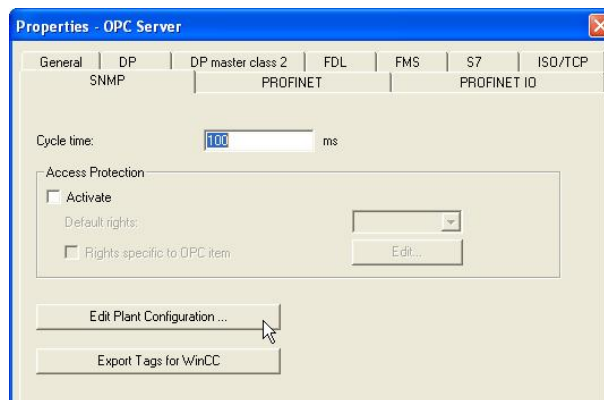 Properties - OPC Server
General DP DP master class 2 FDL FMS S7 ISO/TCP
SNMP PROFINET PROFINET IO
Cycle time: 100 ms
Access Protection
Activate
Default rights:
Rights specific to OPC item Edit...
Edit Plant Configuration ...
Export Tags for WinCC